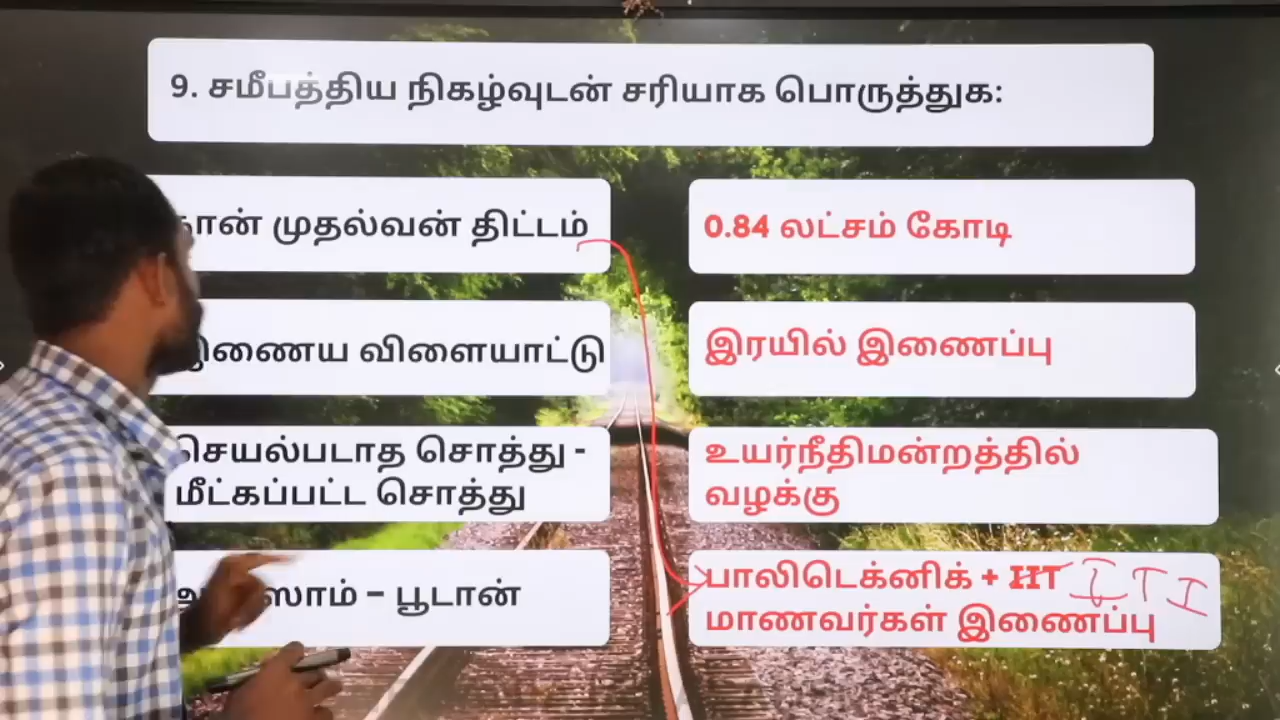 9. சமீபத்திய நிகழ்வுடன் சரியாக பொருத்துக:
முதல்வன் திட்டம்
0.84 லட்சம் கோடி
இணைய விளையாட்டு
இரயில் இணைப்பு
செயல்படாத சொத்து -
மீட்கப்பட்ட சொத்து
உயர்நீதிமன்றத்தில்
வழக்கு
– பூடான்
பாலிடெக்னிக் + IIT ITI
மாணவர்கள் இணைப்பு